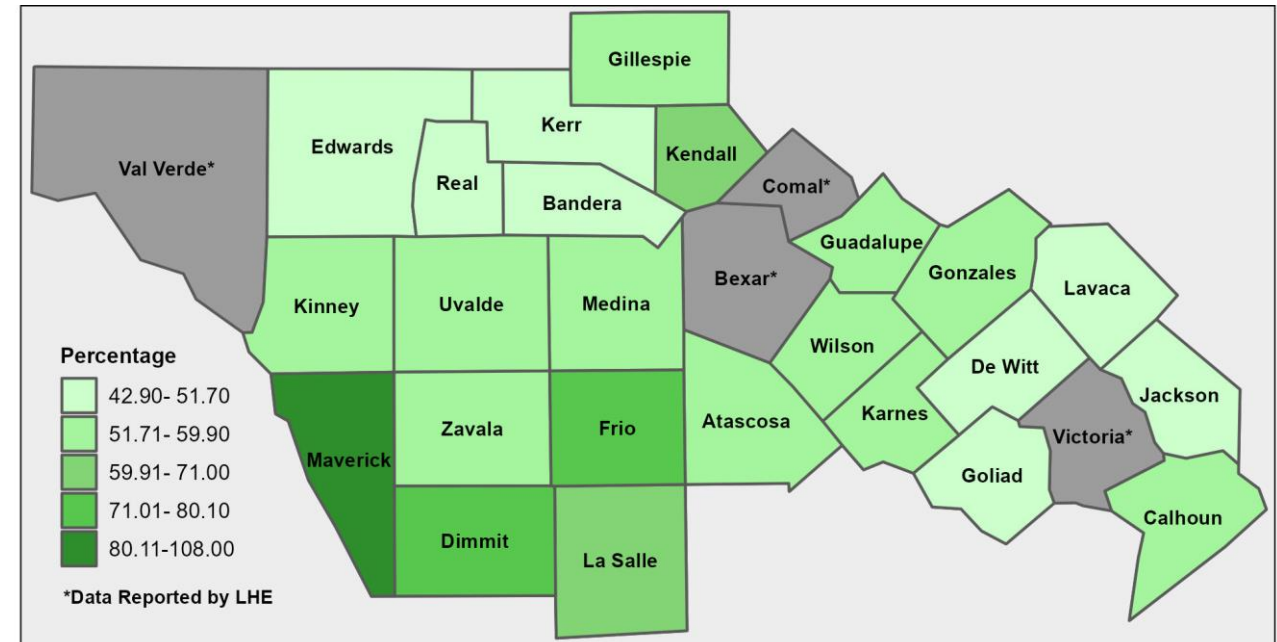 Gillespie
Kerr
Edwards
Kendall
Val Verde*
Real
Comal*
Bandera
Guadalupe
Gonzales
Bexar*
Lavaca
Kinney
Uvalde
Medina
Wilson
De Witt
Jackson
Karnes
Atascosa
Zavala
Frio
Victoria*
Maverick
Goliad
Calhoun
Dimmit
La Salle
Percentage
42.90- 51.70
51.71- 59.90
59.91- 71.00
71.01- 80.10
80.11-108.00
*Data Reported by LHE